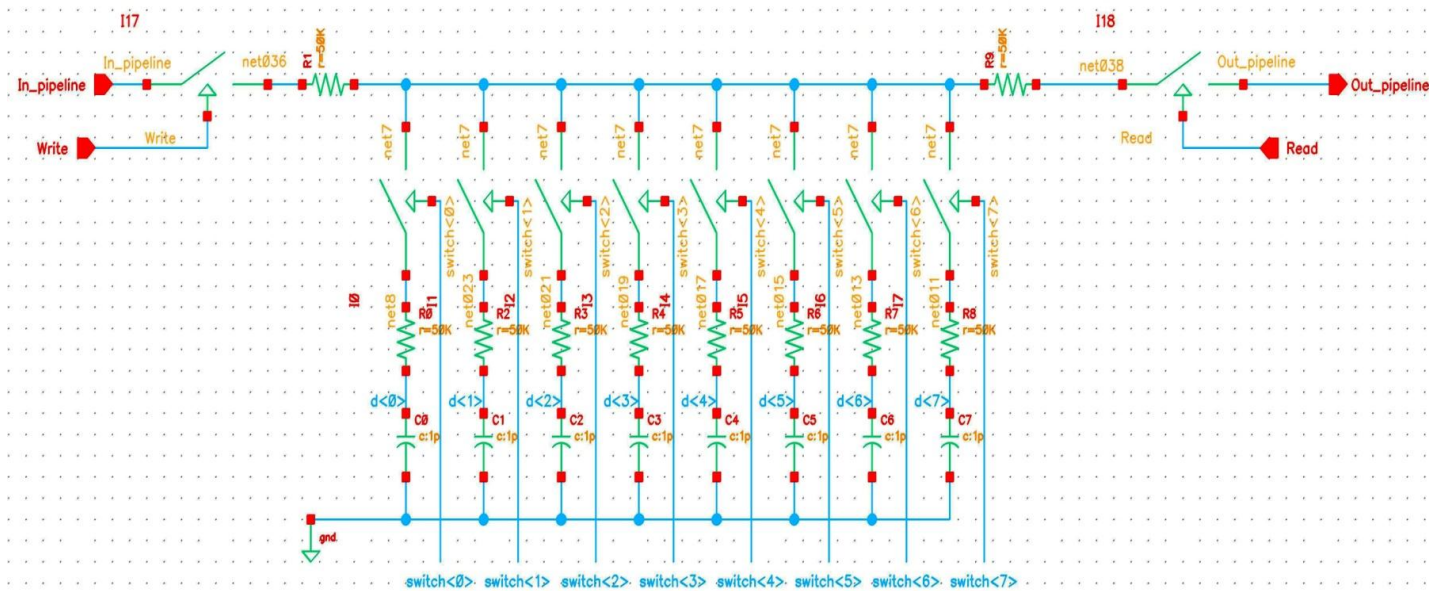 I17
I18
In_pipeline
In_pipeline
net036
R1
r=50K
R9
r=50K
net038
Out_pipeline
Out_pipeline
Write
Write
Read
Read
net7
net7
net7
net7
net7
net7
net7
net7
switch<0>
switch<1>
switch<2>
switch<3>
switch<4>
switch<5>
switch<6>
switch<7>
I0
net8
I1
net023
I2
net021
I3
net019
I4
net017
I5
net015
I6
net013
I7
net011
R0
r=50K
R2
r=50K
R3
r=50K
R4
r=50K
R5
r=50K
R6
r=50K
R7
r=50K
R8
r=50K
d<0>
d<1>
d<2>
d<3>
d<4>
d<5>
d<6>
d<7>
C0
c:1p
C1
c:1p
C2
c:1p
C3
c:1p
C4
c:1p
C5
c:1p
C6
c:1p
C7
c:1p
gnd
switch<0>
switch<1>
switch<2>
switch<3>
switch<4>
switch<5>
switch<6>
switch<7>